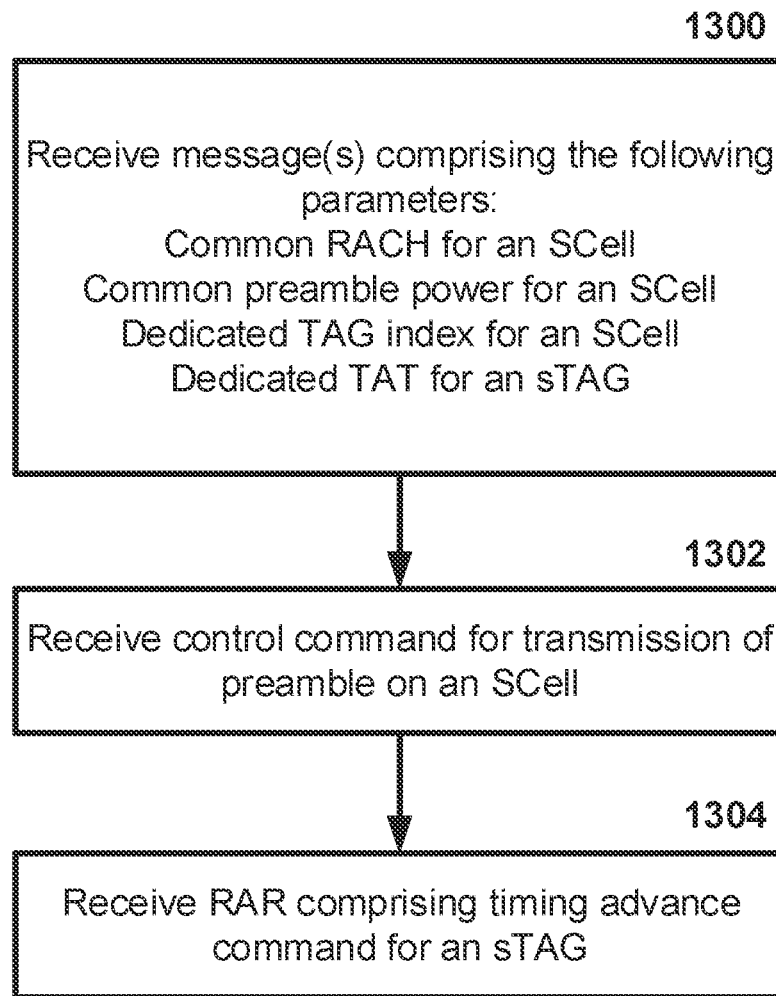 1300
Receive message(s) comprising the following
parameters:
Common RACH for an SCell
Common preamble power for an SCell
Dedicated TAG index for an SCell
Dedicated TAT for an sTAG
1302
Receive control command for transmission of
preamble on an SCell
1304
Receive RAR comprising timing advance
command for an sTAG